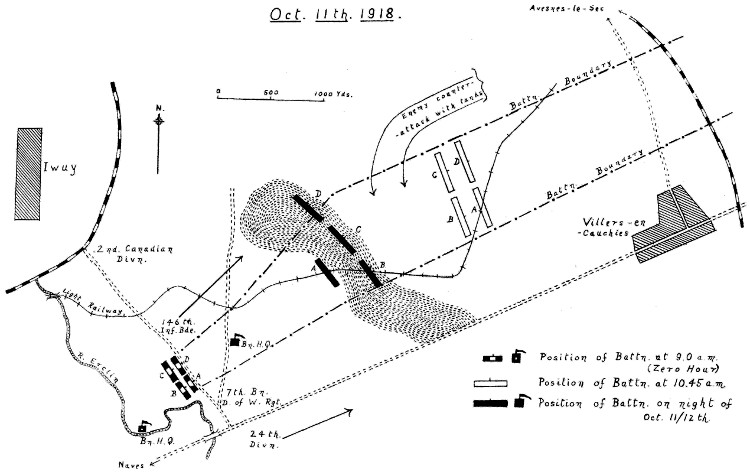 Oct. 11th. 1918.
Avesnes-le-Sec
0 500 1000 Yds.
N.
Iwuy
Enemy counter-
-attack with tanks
Battn. Boundary
Battn. Boundary
C
D
B
A
D
C
A
B
Villers-en-
Cauchies
2nd. Canadian
Divn.
Light Railway
146th.
Inf. Bde.
Bn. H.Q.
R. Erclin
D
C
A
B
7th. Bn.
D. of W. Rgt.
24th.
Divn.
Bn. H.Q.
Naves
Position of Battn. at 9.0 a.m.
(Zero Hour)
Position of Battn. at 10.45 a.m.
Position of Battn. on night of
Oct. 11/12th.